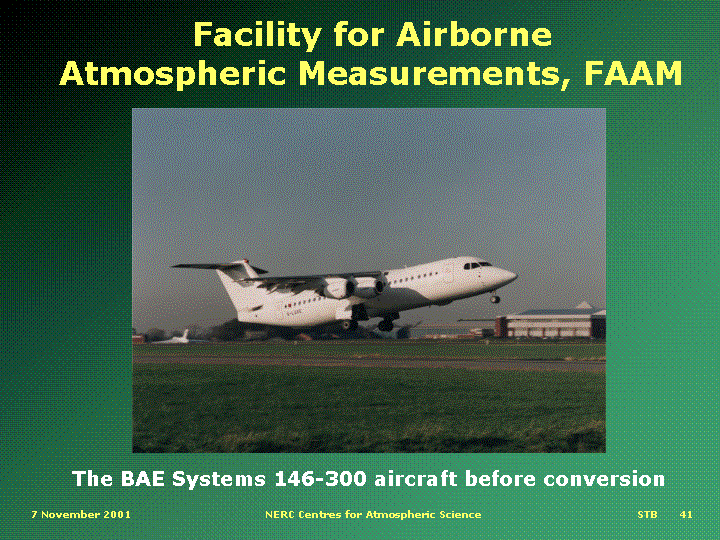 Facility for Airborne
Atmospheric Measurements, FAAM
The BAE Systems 146-300 aircraft before conversion
7 November 2001
NERC Centres for Atmospheric Science
STB
41